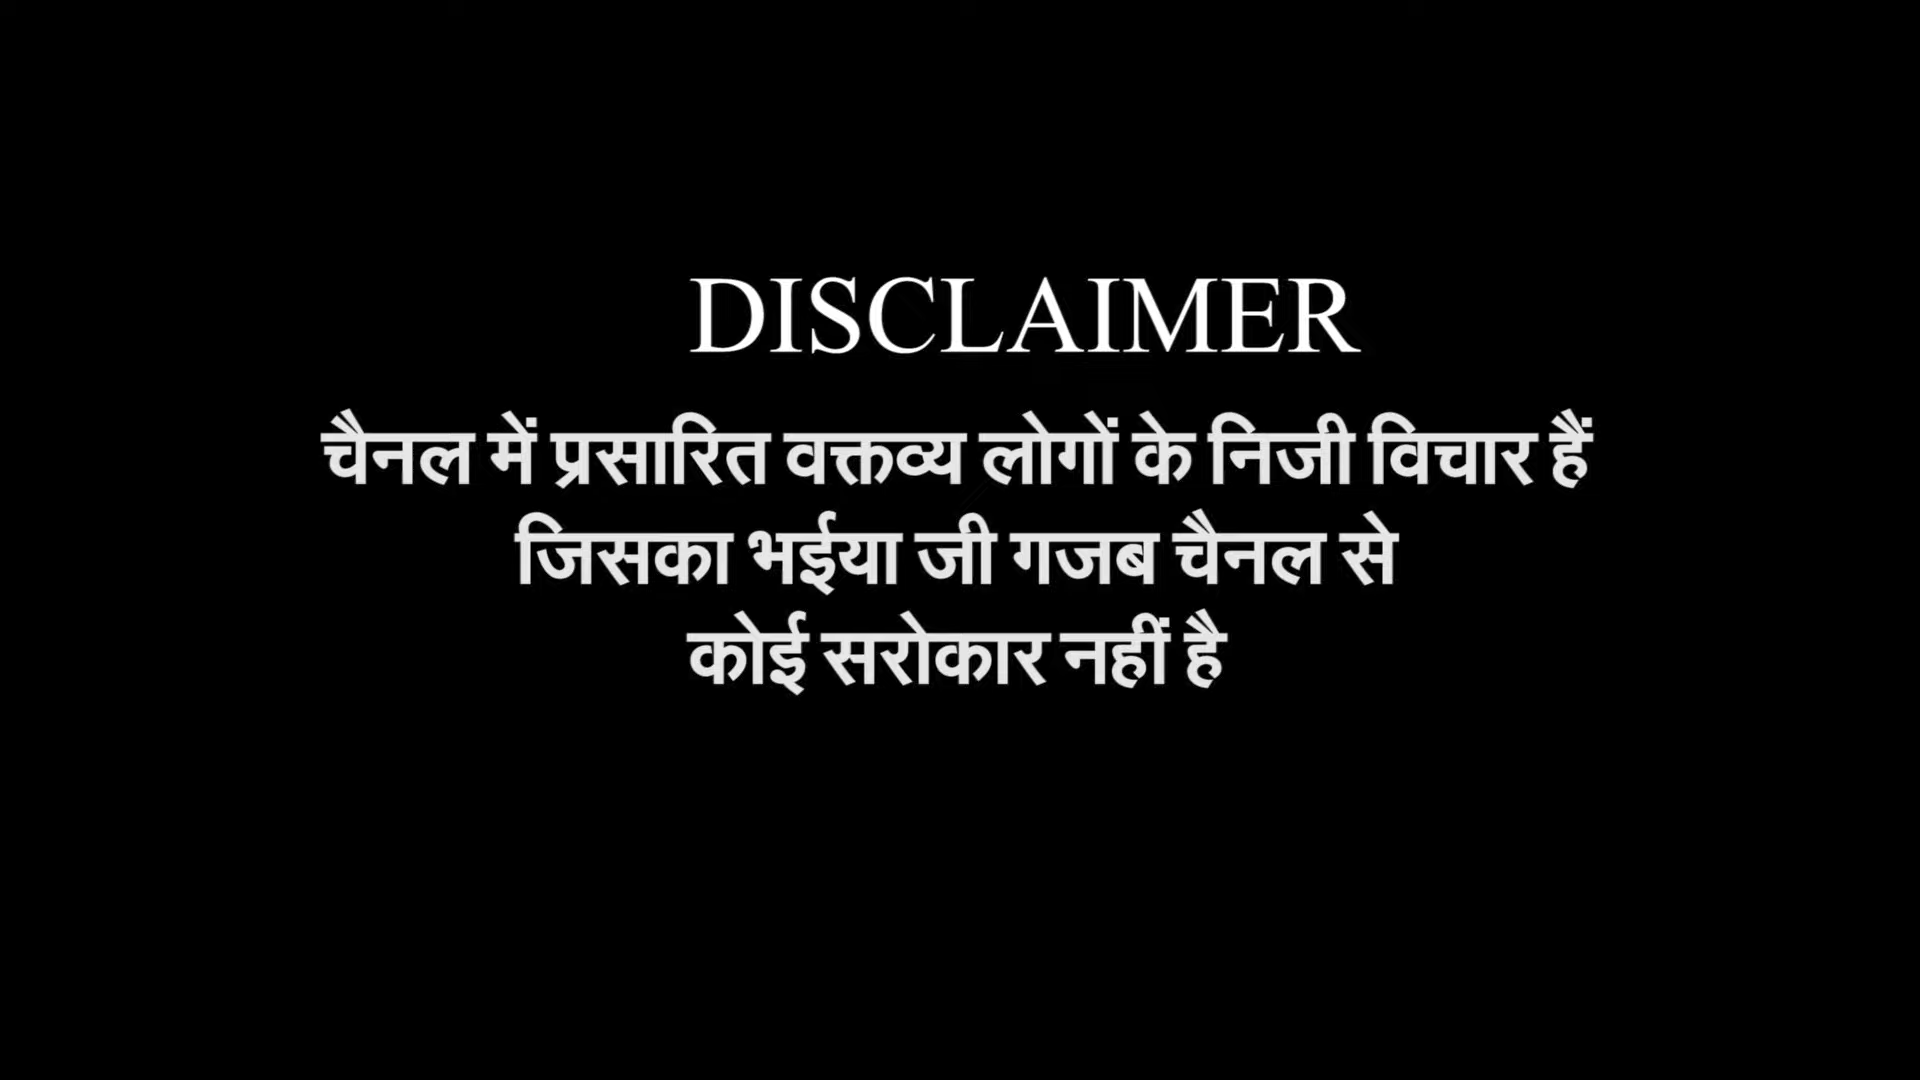 DISCLAIMER
चैनल में प्रसारित वक्तव्य लोगों के निजी विचार हैं
जिसका भईया जी गजब चैनल से
कोई सरोकार नहीं है